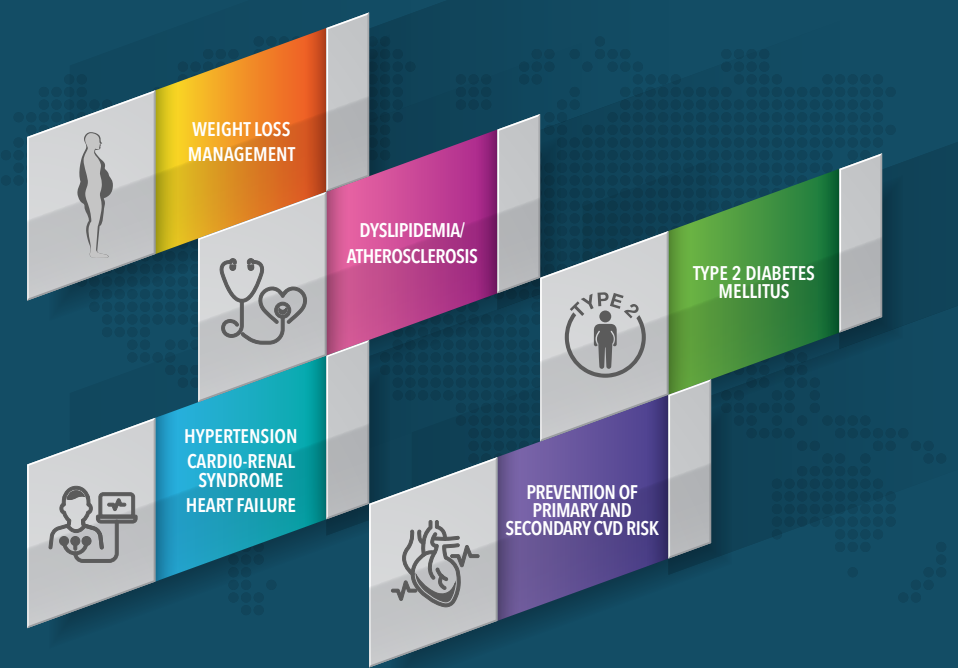 WEIGHT LOSS
MANAGEMENT
DYSLIPIDEMIA/
ATHEROSCLEROSIS
TYPE 2
TYPE 2 DIABETES
MELLITUS
HYPERTENSION
CARDIO-RENAL
SYNDROME
HEART FAILURE
PREVENTION OF
PRIMARY AND
SECONDARY CVD RISK